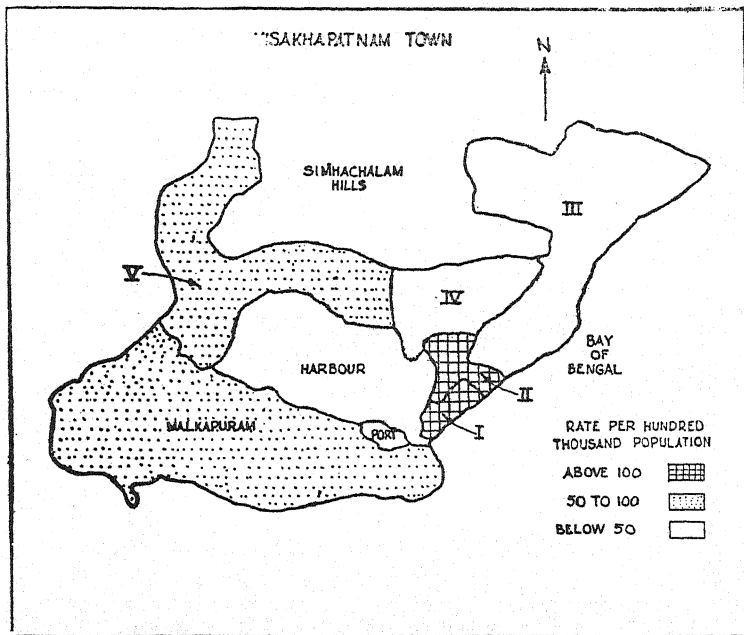 VISAKHAPATNAM TOWN
N
SIMHACHALAM
HILLS
III
V
IV
HARBOUR
BAY
OF
BENGAL
II
MALKAPURAM
PORT
I
RATE PER HUNDRED
THOUSAND POPULATION
ABOVE 100
50 TO 100
BELOW 50